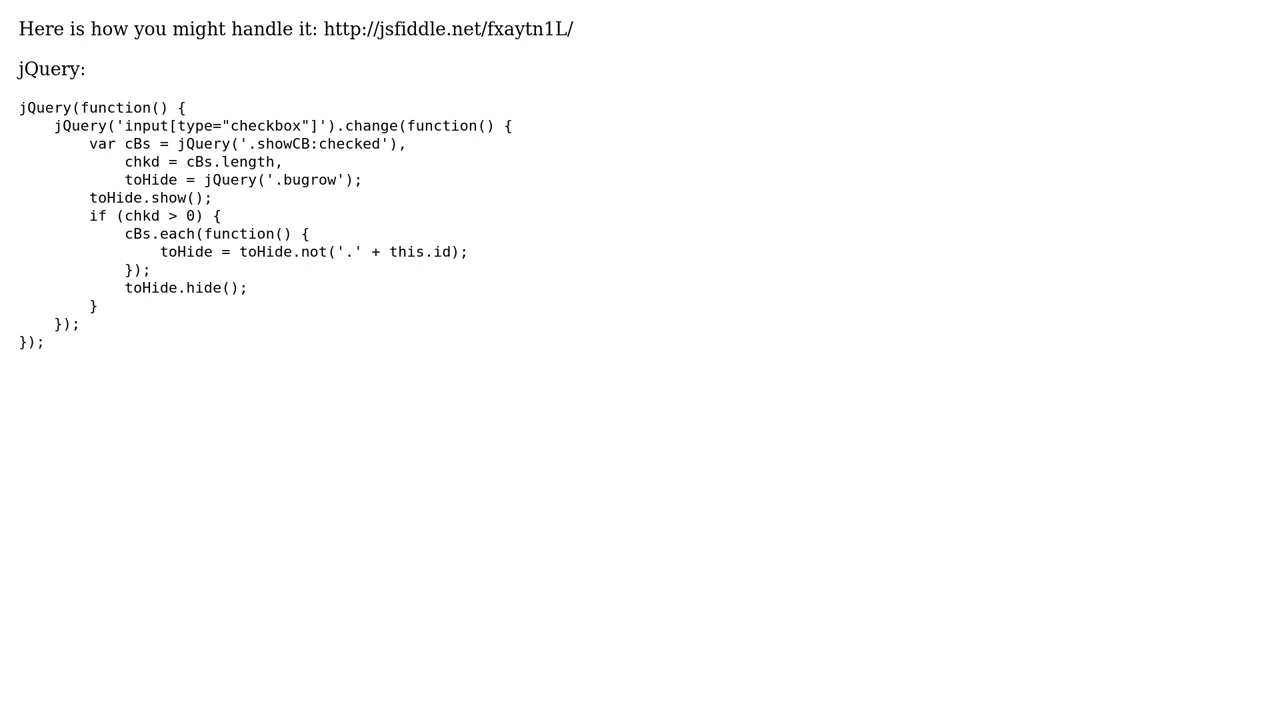 Here is how you might handle it: http://jsfiddle.net/fxaytn1L/
jQuery:
jQuery(function() {
    jQuery('input[type="checkbox"]').change(function() {
        var cBs = jQuery('.showCB:checked'),
            chkd = cBs.length,
            toHide = jQuery('.bugrow');
        toHide.show();
        if (chkd > 0) {
            cBs.each(function() {
                toHide = toHide.not('.' + this.id);
            });
            toHide.hide();
        }
    });
});